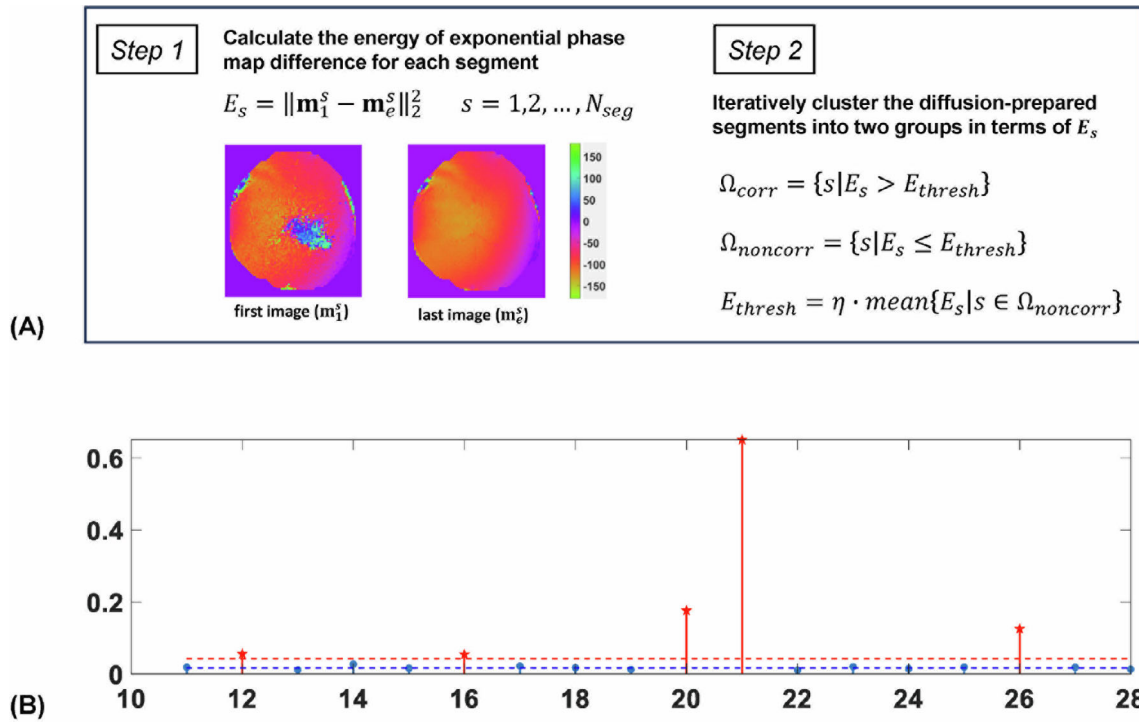 Step 1
Calculate the energy of exponential phase
map difference for each segment
E_s = ‖m_1^s − m_e^s‖_2^2 s = 1,2, … , N_seg
150
100
50
0
-50
-100
-150
first image (m_1^s)
last image (m_e^s)
Step 2
Iteratively cluster the diffusion-prepared
segments into two groups in terms of E_s
Ω_corr = {s|E_s > E_thresh}
Ω_noncorr = {s|E_s ≤ E_thresh}
E_thresh = η · mean{E_s|s ∈ Ω_noncorr}
(A)
0.6
0.4
0.2
0
10 12 14 16 18 20 22 24 26 28
(B)